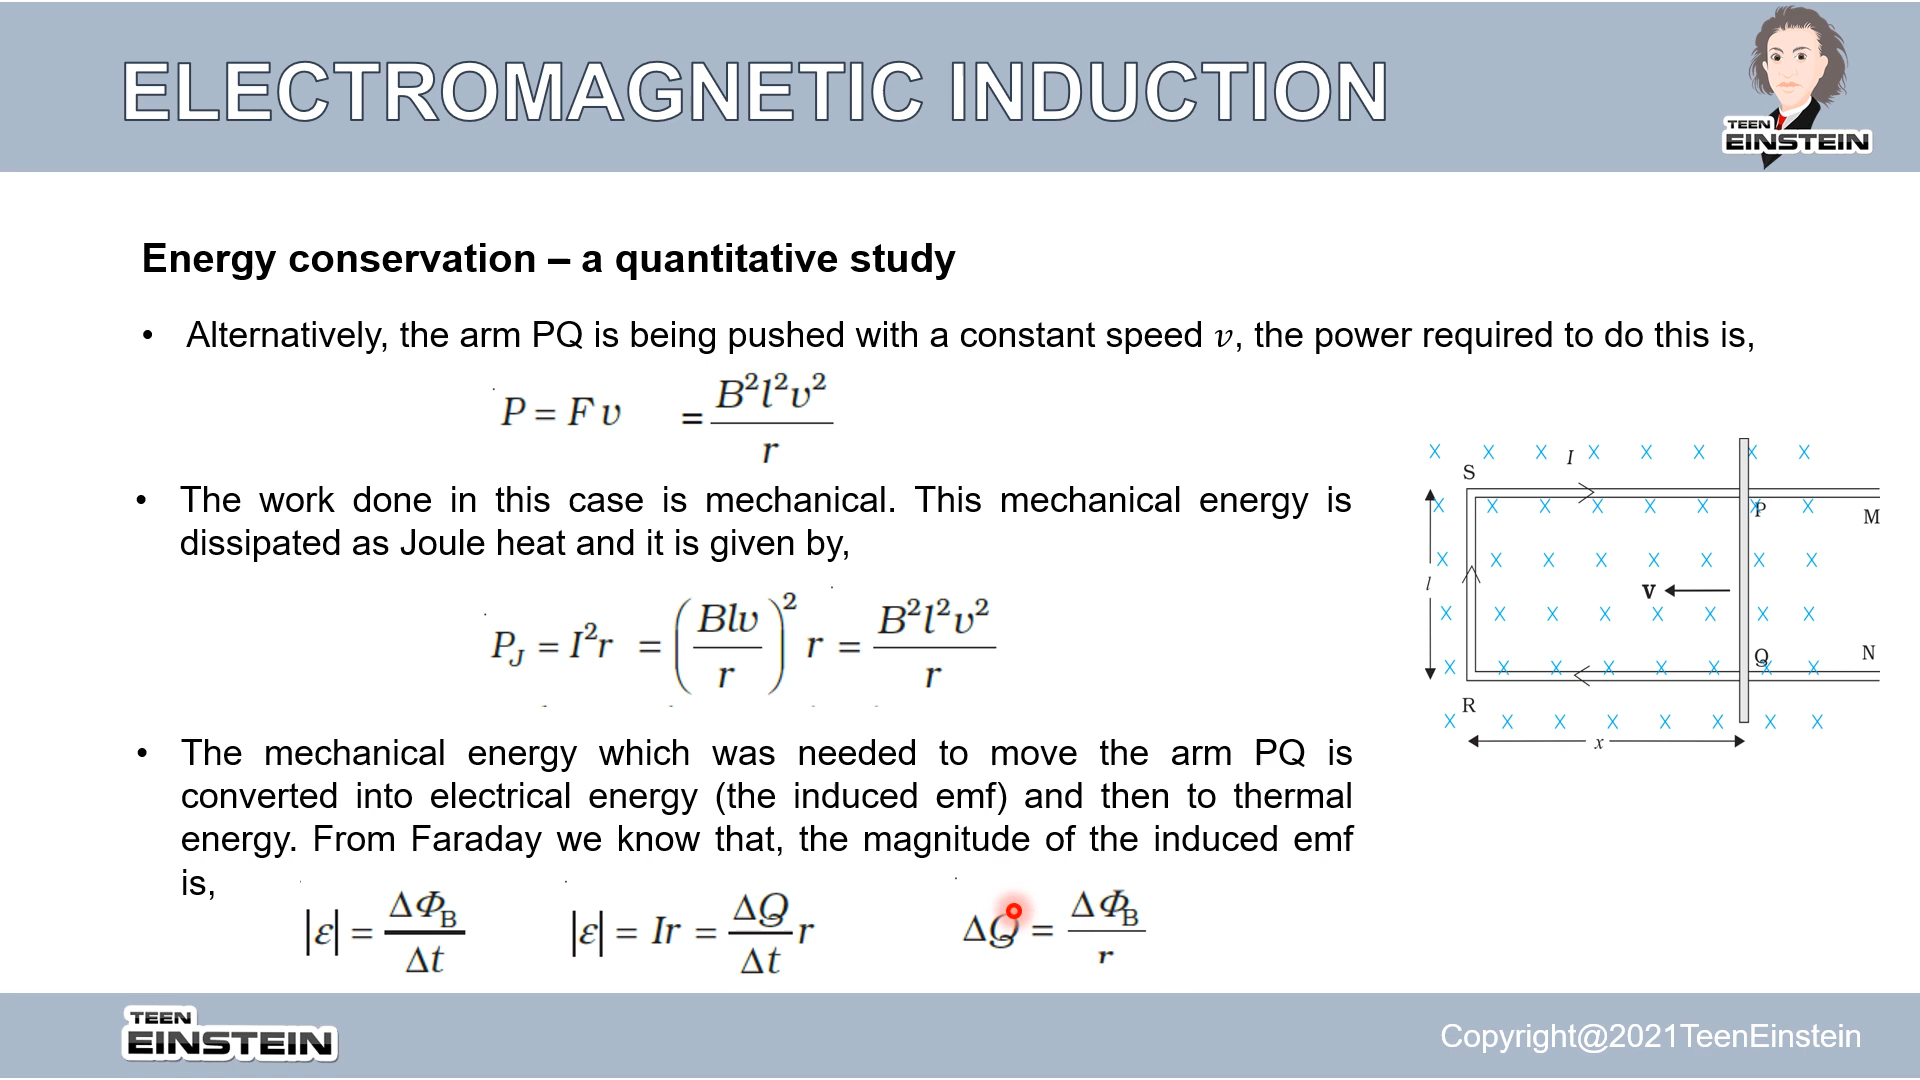 ELECTROMAGNETIC INDUCTION
TEEN
EINSTEIN
Energy conservation – a quantitative study
• Alternatively, the arm PQ is being pushed with a constant speed v, the power required to do this is,
P = F v = B²l²v² / r
• The work done in this case is mechanical. This mechanical energy is
dissipated as Joule heat and it is given by,
P_J = I²r = (Blv / r)² r = B²l²v² / r
• The mechanical energy which was needed to move the arm PQ is
converted into electrical energy (the induced emf) and then to thermal
energy. From Faraday we know that, the magnitude of the induced emf
is,
|ε| = ΔΦ_B / Δt |ε| = Ir = ΔQ / Δt r ΔQ = ΔΦ_B / r
I
S
P
M
l
v
Q
N
R
x
TEEN
EINSTEIN
Copyright@2021TeenEinstein